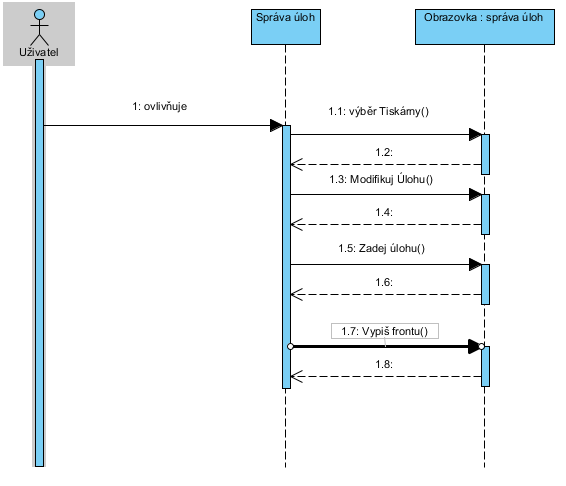 Správa úloh
Obrazovka : správa úloh
Uživatel
1: ovlivňuje
1.1: výběr Tiskárny()
1.2:
1.3: Modifikuj Úlohu()
1.4:
1.5: Zadej úlohu()
1.6:
1.7: Vypiš frontu()
1.8: